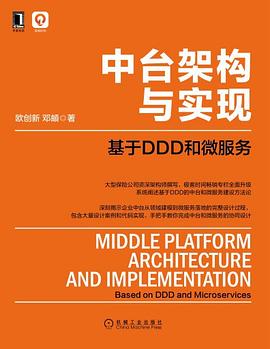 中台架构
与实现
欧创新 邓頔 著
基于DDD和微服务
大型保险公司资深架构师撰写，极客时间畅销专栏全面升级
系统阐述基于DDD的中台和微服务建设方法论
深刻揭示企业中台从领域建模到微服务落地的完整设计过程，
包含大量设计案例和代码实现，手把手教你完成中台和微服务的协同设计
MIDDLE PLATFORM
ARCHITECTURE
AND IMPLEMENTATION
Based on DDD and Microservices
机械工业出版社
China Machine Press